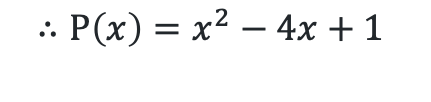 ∴ P(x) = x² − 4x + 1